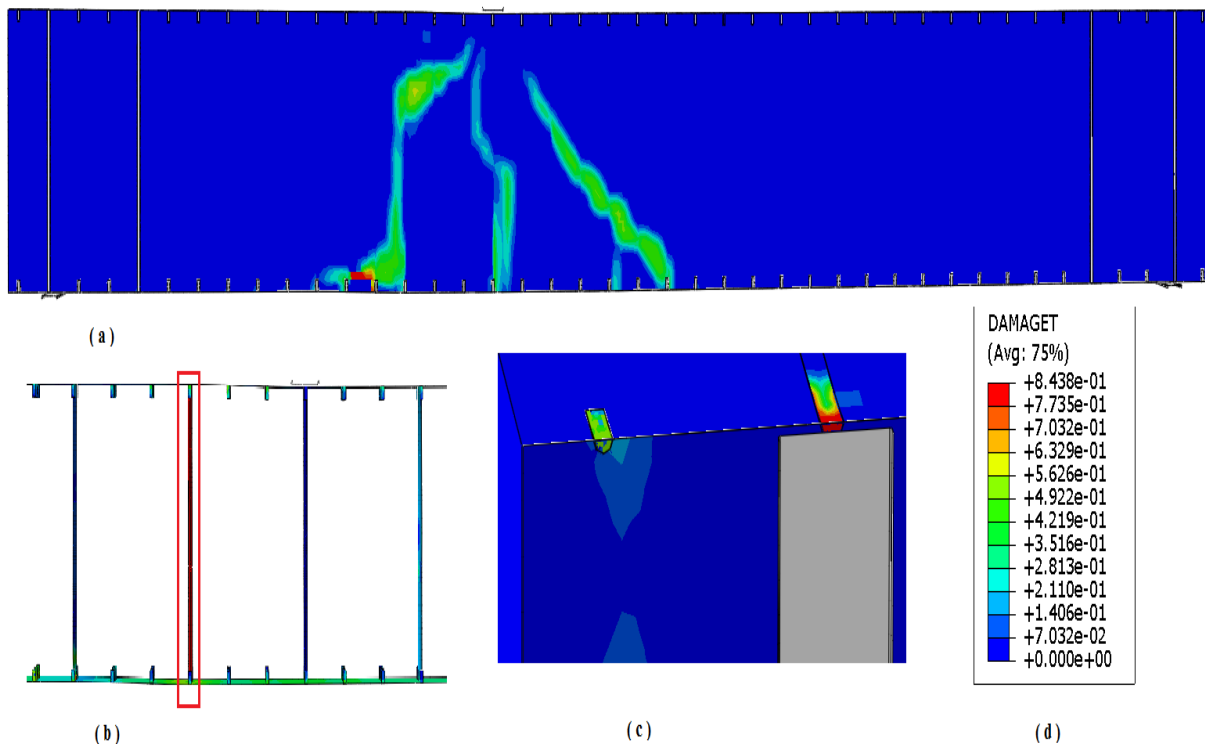 ( a )
DAMAGET
(Avg: 75%)
+8.438e-01
+7.735e-01
+7.032e-01
+6.329e-01
+5.626e-01
+4.922e-01
+4.219e-01
+3.516e-01
+2.813e-01
+2.110e-01
+1.406e-01
+7.032e-02
+0.000e+00
( b )
( c )
( d )